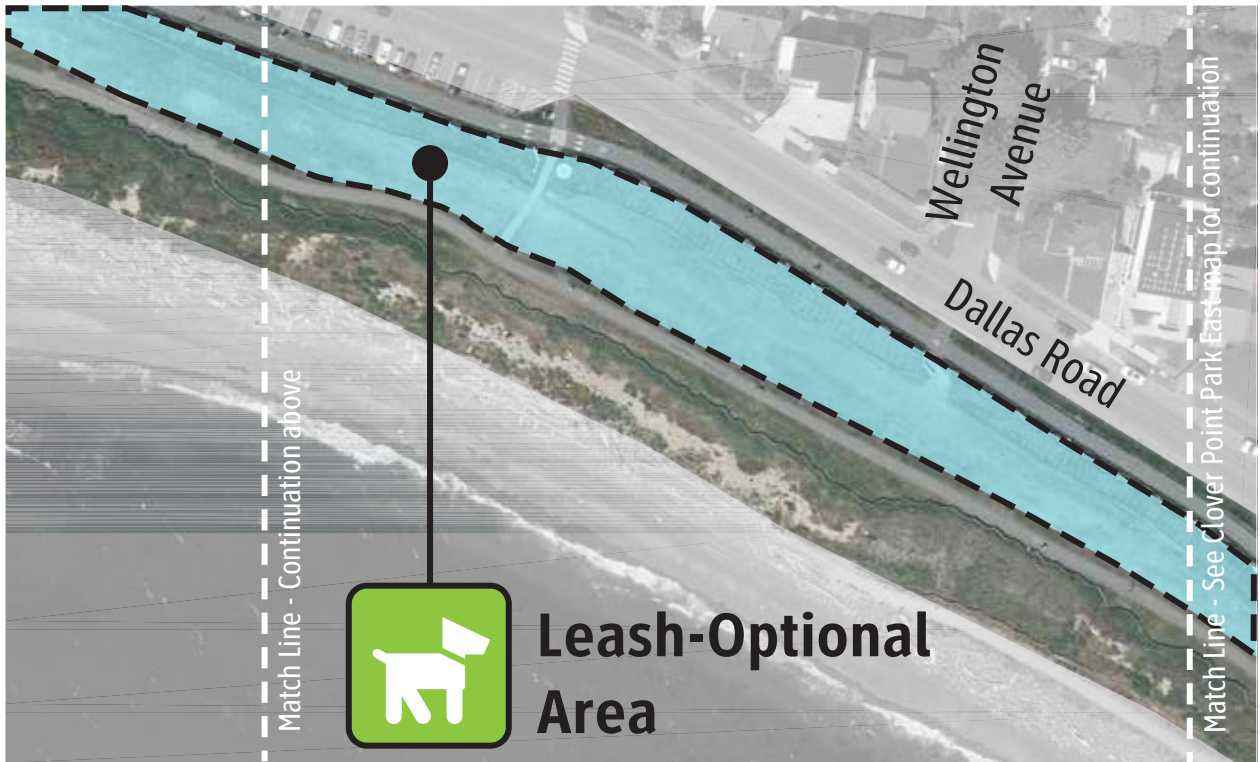 Wellington
Avenue
Dallas Road
Match Line - Continuation above
Match Line - See Clover Point Park East map for continuation
Leash-Optional
Area